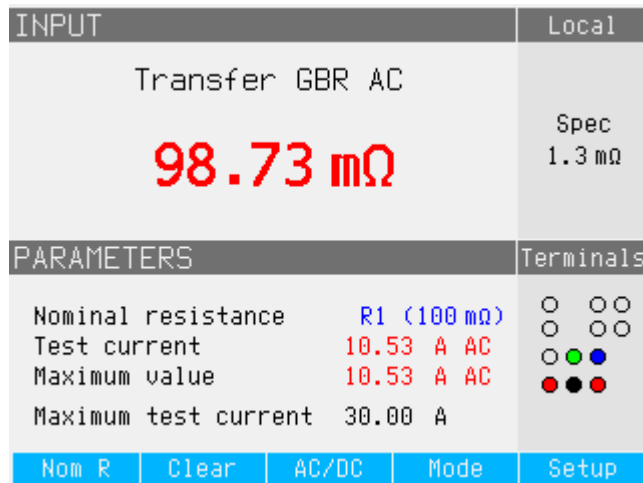 INPUT
Local
Transfer GBR AC
98.73 mΩ
Spec
1.3 mΩ
PARAMETERS
Terminals
Nominal resistance R1 (100 mΩ)
Test current 10.53 A AC
Maximum value 10.53 A AC
Maximum test current 30.00 A
Nom R Clear AC/DC Mode Setup